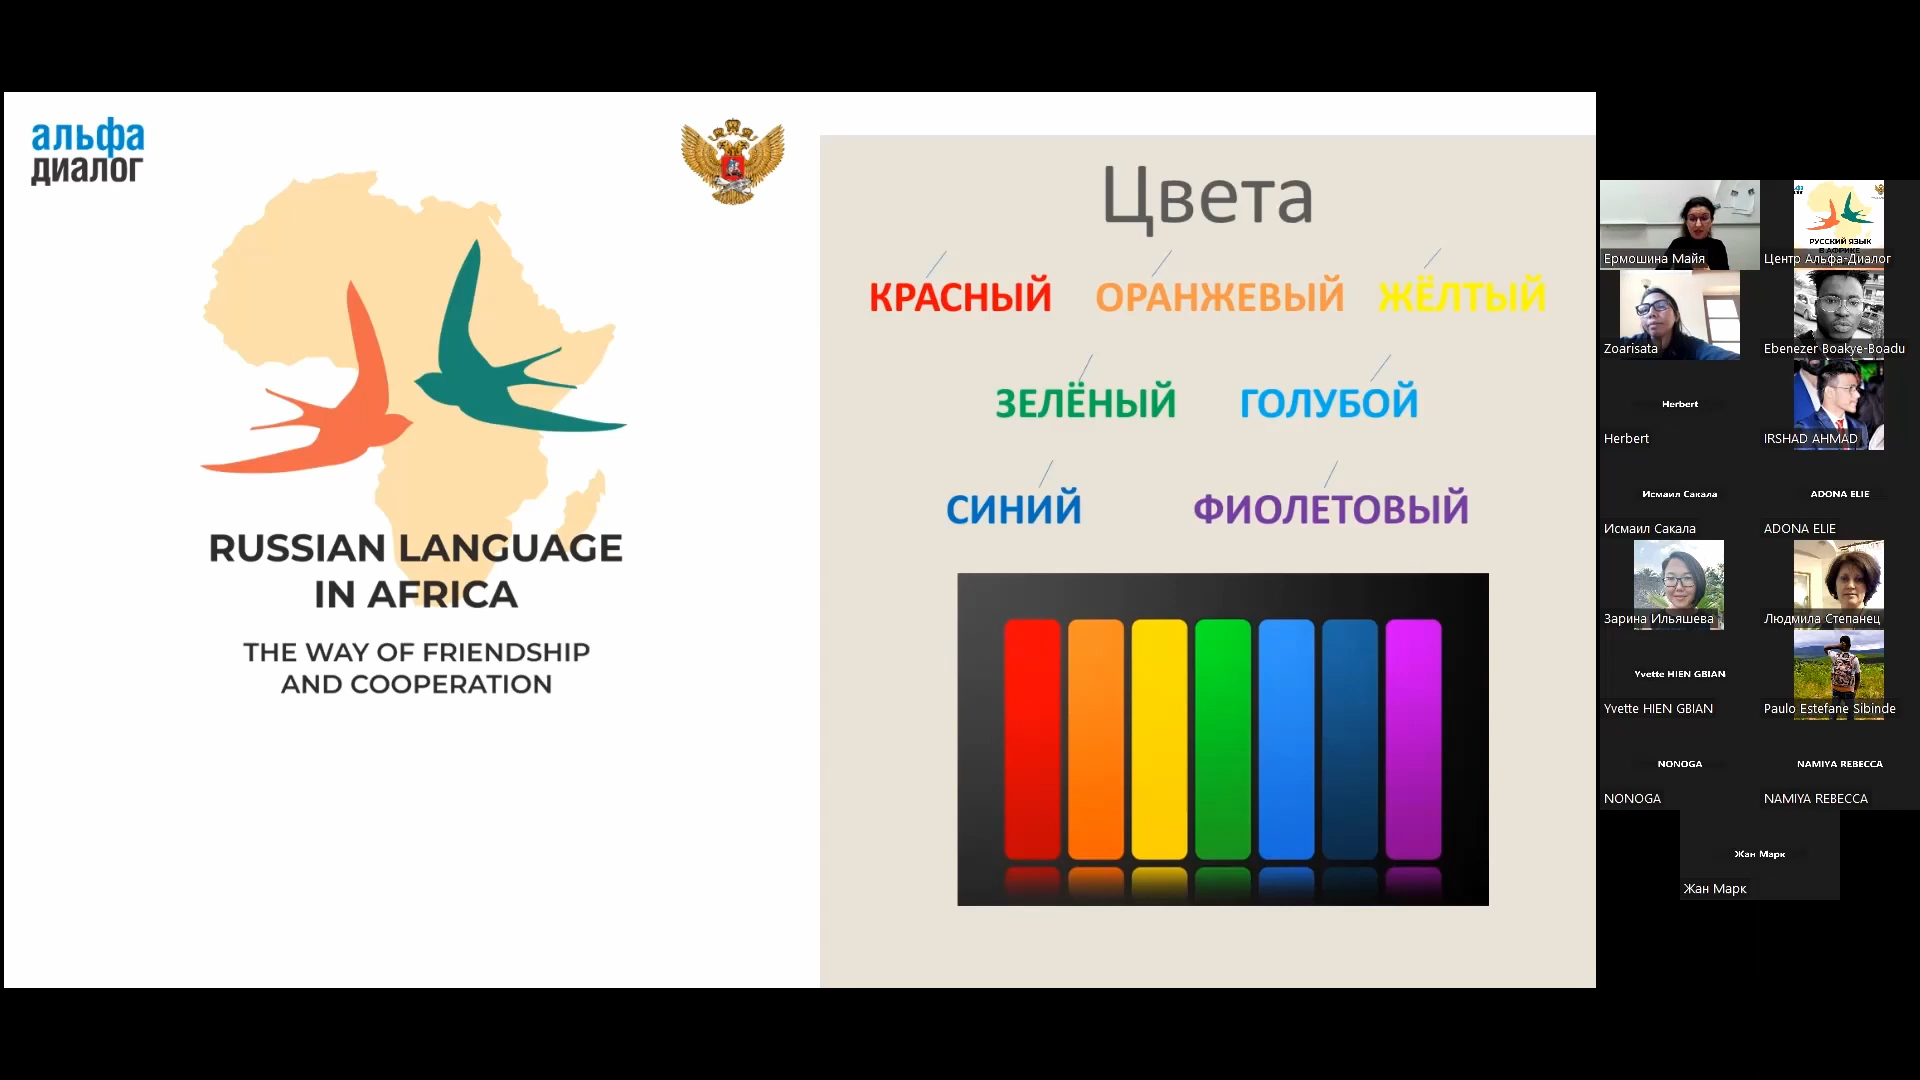 альфа
диалог
RUSSIAN LANGUAGE
IN AFRICA
THE WAY OF FRIENDSHIP
AND COOPERATION
Цвета
КРАСНЫЙ ОРАНЖЕВЫЙ ЖЁЛТЫЙ
ЗЕЛЁНЫЙ ГОЛУБОЙ
СИНИЙ ФИОЛЕТОВЫЙ
РУССКИЙ ЯЗЫК
В АФРИКЕ
Ермошина Майя
Центр Альфа-Диалог
Zoarisata
Ebenezer Boakye-Boadu
Herbert
Herbert
IRSHAD AHMAD
Исмаил Сакала
ADONA ELIE
Исмаил Сакала
ADONA ELIE
Зарина Ильяшева
Людмила Степанец
Yvette HIEN GBIAN
Yvette HIEN GBIAN
Paulo Estefane Sibinde
NONOGA
NAMIYA REBECCA
NONOGA
NAMIYA REBECCA
Жан Марк
Жан Марк